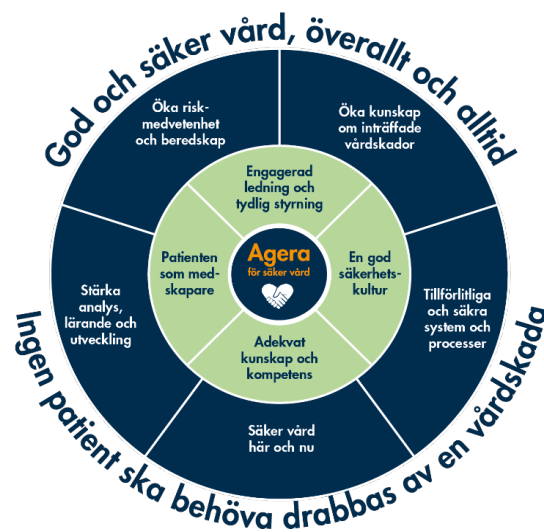 God och säker vård, överallt och alltid
Öka risk-
medvetenhet
och beredskap
Öka kunskap
om inträffade
vårdskador
Engagerad
ledning och
tydlig styrning
Patienten
som med-
skapare
Agera
för säker vård
En god
säkerhets-
kultur
Stärka
analys,
lärande och
utveckling
Tillförlitliga
och säkra
system och
processer
Adekvat
kunskap och
kompetens
Säker vård
här och nu
Ingen patient ska behöva drabbas av en vårdskada